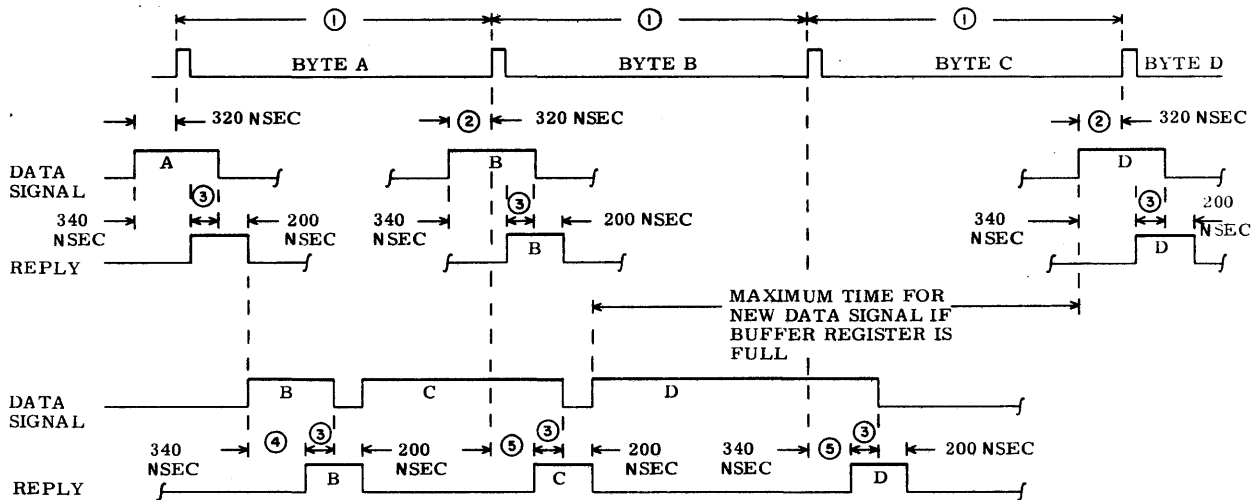 ① ① ①
BYTE A BYTE B BYTE C BYTE D
320 NSEC ② 320 NSEC ② 320 NSEC
DATA SIGNAL A B D
③ ③ ③
340 NSEC 200 NSEC 340 NSEC 200 NSEC 340 NSEC 200 NSEC
REPLY B D
MAXIMUM TIME FOR
NEW DATA SIGNAL IF
BUFFER REGISTER IS
FULL
DATA SIGNAL B C D
④ ③ ⑤ ③ ⑤ ③
340 NSEC 200 NSEC 200 NSEC 340 NSEC 200 NSEC
REPLY B C D